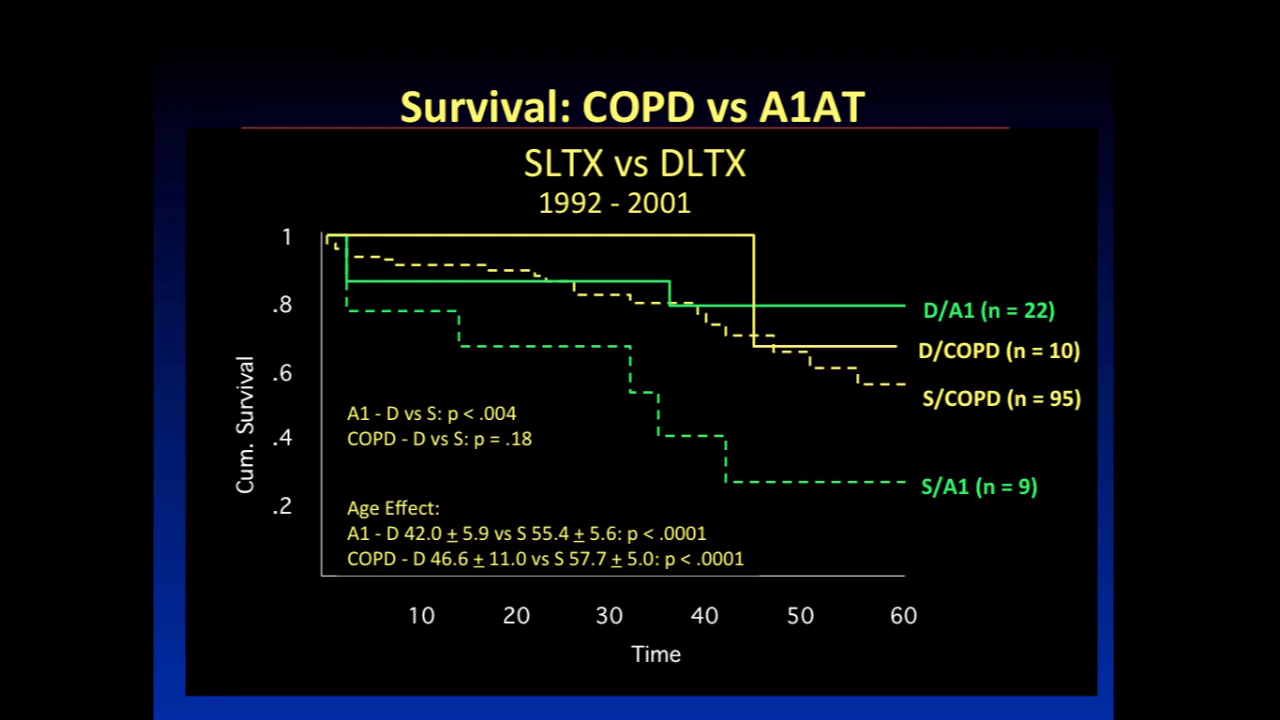 Survival: COPD vs A1AT
SLTX vs DLTX
1992 - 2001
1
.8
.6
.4
.2
Cum. Survival
D/A1 (n = 22)
D/COPD (n = 10)
S/COPD (n = 95)
S/A1 (n = 9)
A1 - D vs S: p < .004
COPD - D vs S: p = .18
Age Effect:
A1 - D 42.0 ± 5.9 vs S 55.4 ± 5.6: p < .0001
COPD - D 46.6 ± 11.0 vs S 57.7 ± 5.0: p < .0001
10 20 30 40 50 60
Time